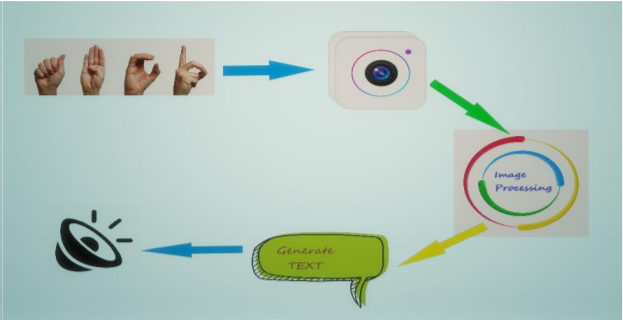 Image
Processing
Generate
TEXT